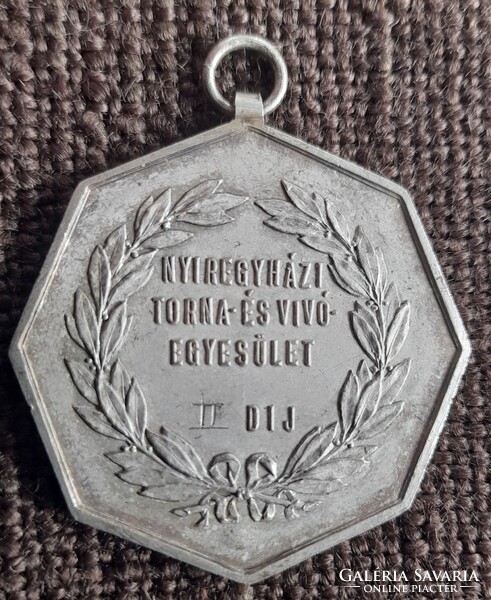 NYIREGYHÁZI
TORNA-ÉS VIVÓ-
EGYESÜLET
II DIJ
GALÉRIA SAVARIA
ONLINE PIACTÉR